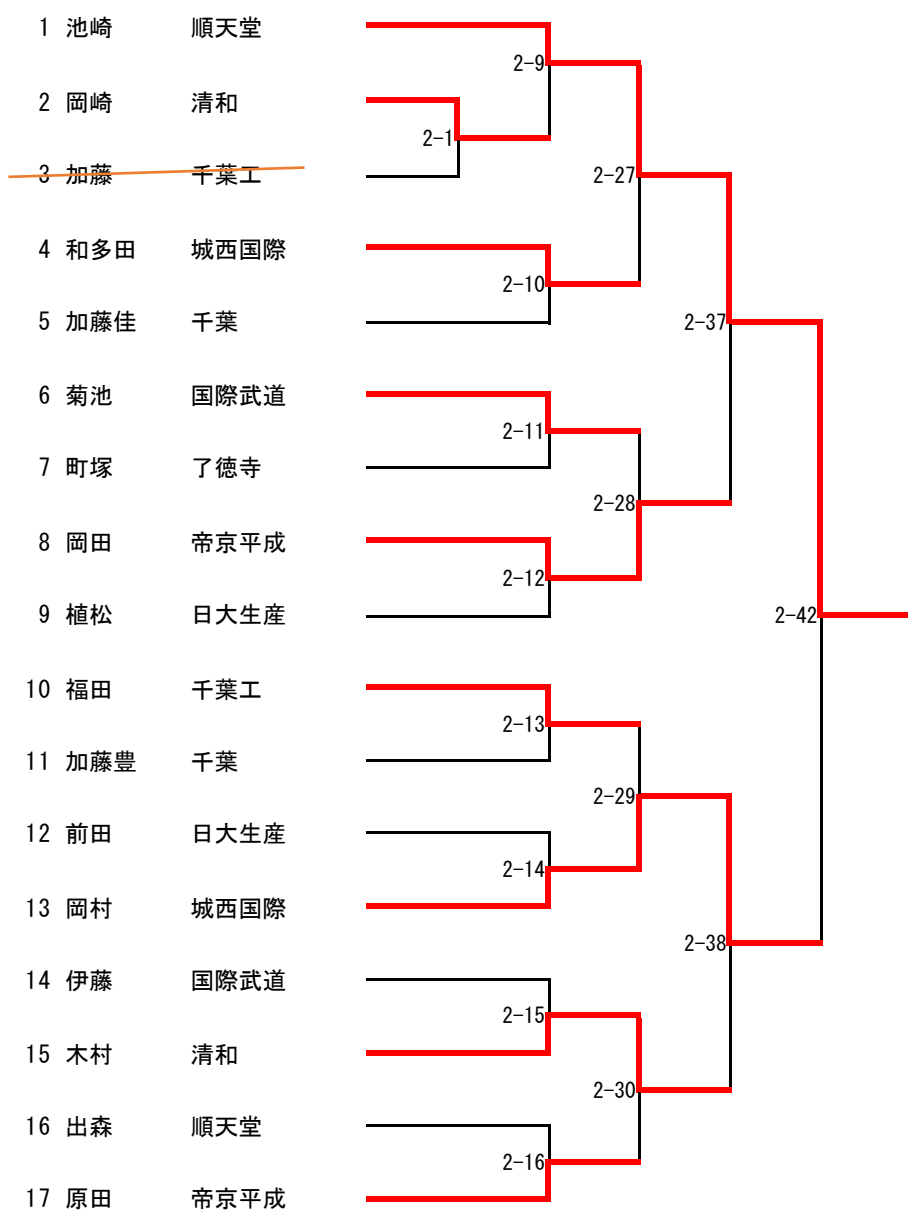 1 池崎 順天堂
2-9
2 岡崎 清和
2-1
3 加藤 千葉工
2-27
4 和多田 城西国際
2-10
5 加藤佳 千葉
2-37
6 菊池 国際武道
2-11
7 町塚 了徳寺
2-28
8 岡田 帝京平成
2-12
9 植松 日大生産
2-42
10 福田 千葉工
2-13
11 加藤豊 千葉
2-29
12 前田 日大生産
2-14
13 岡村 城西国際
2-38
14 伊藤 国際武道
2-15
15 木村 清和
2-30
16 出森 順天堂
2-16
17 原田 帝京平成